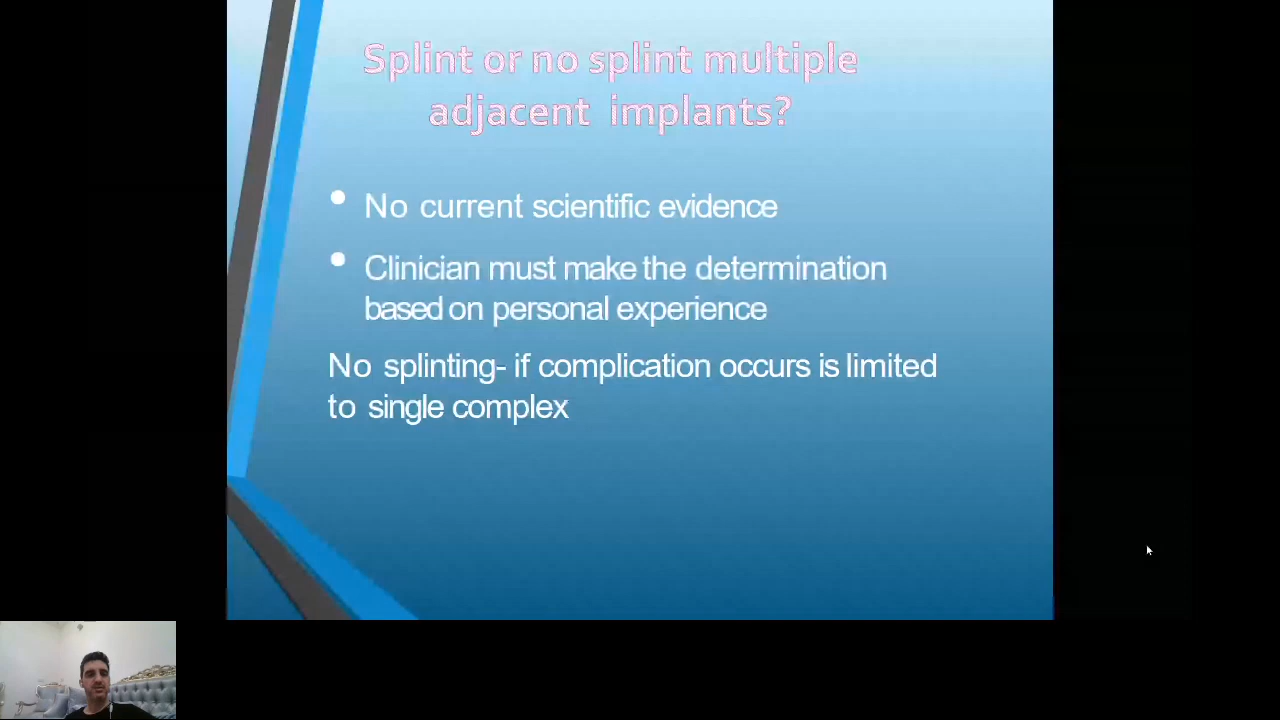 Splint or no splint multiple
adjacent implants?
• No current scientific evidence
• Clinician must make the determination
based on personal experience
No splinting- if complication occurs is limited
to single complex